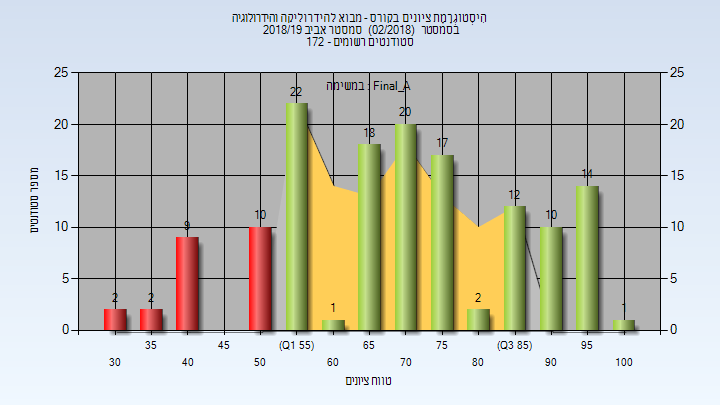 הִיסְטוֹגְרָמַת ציונים בקורס - מבוא להידרוליקה והידרולוגיה
בסמסטר (02/2018) סמסטר אביב 2018/19
סטודנטים רשומים - 172
במשימה : Final_A
25 25
20 20
15 15
10 10
5 5
0 0
מספר סטודנטים
2 2 9 10 22 1 18 20 17 2 12 10 14 1
35 45 (Q1 55) 65 75 (Q3 85) 95
30 40 50 60 70 80 90 100
טווח ציונים